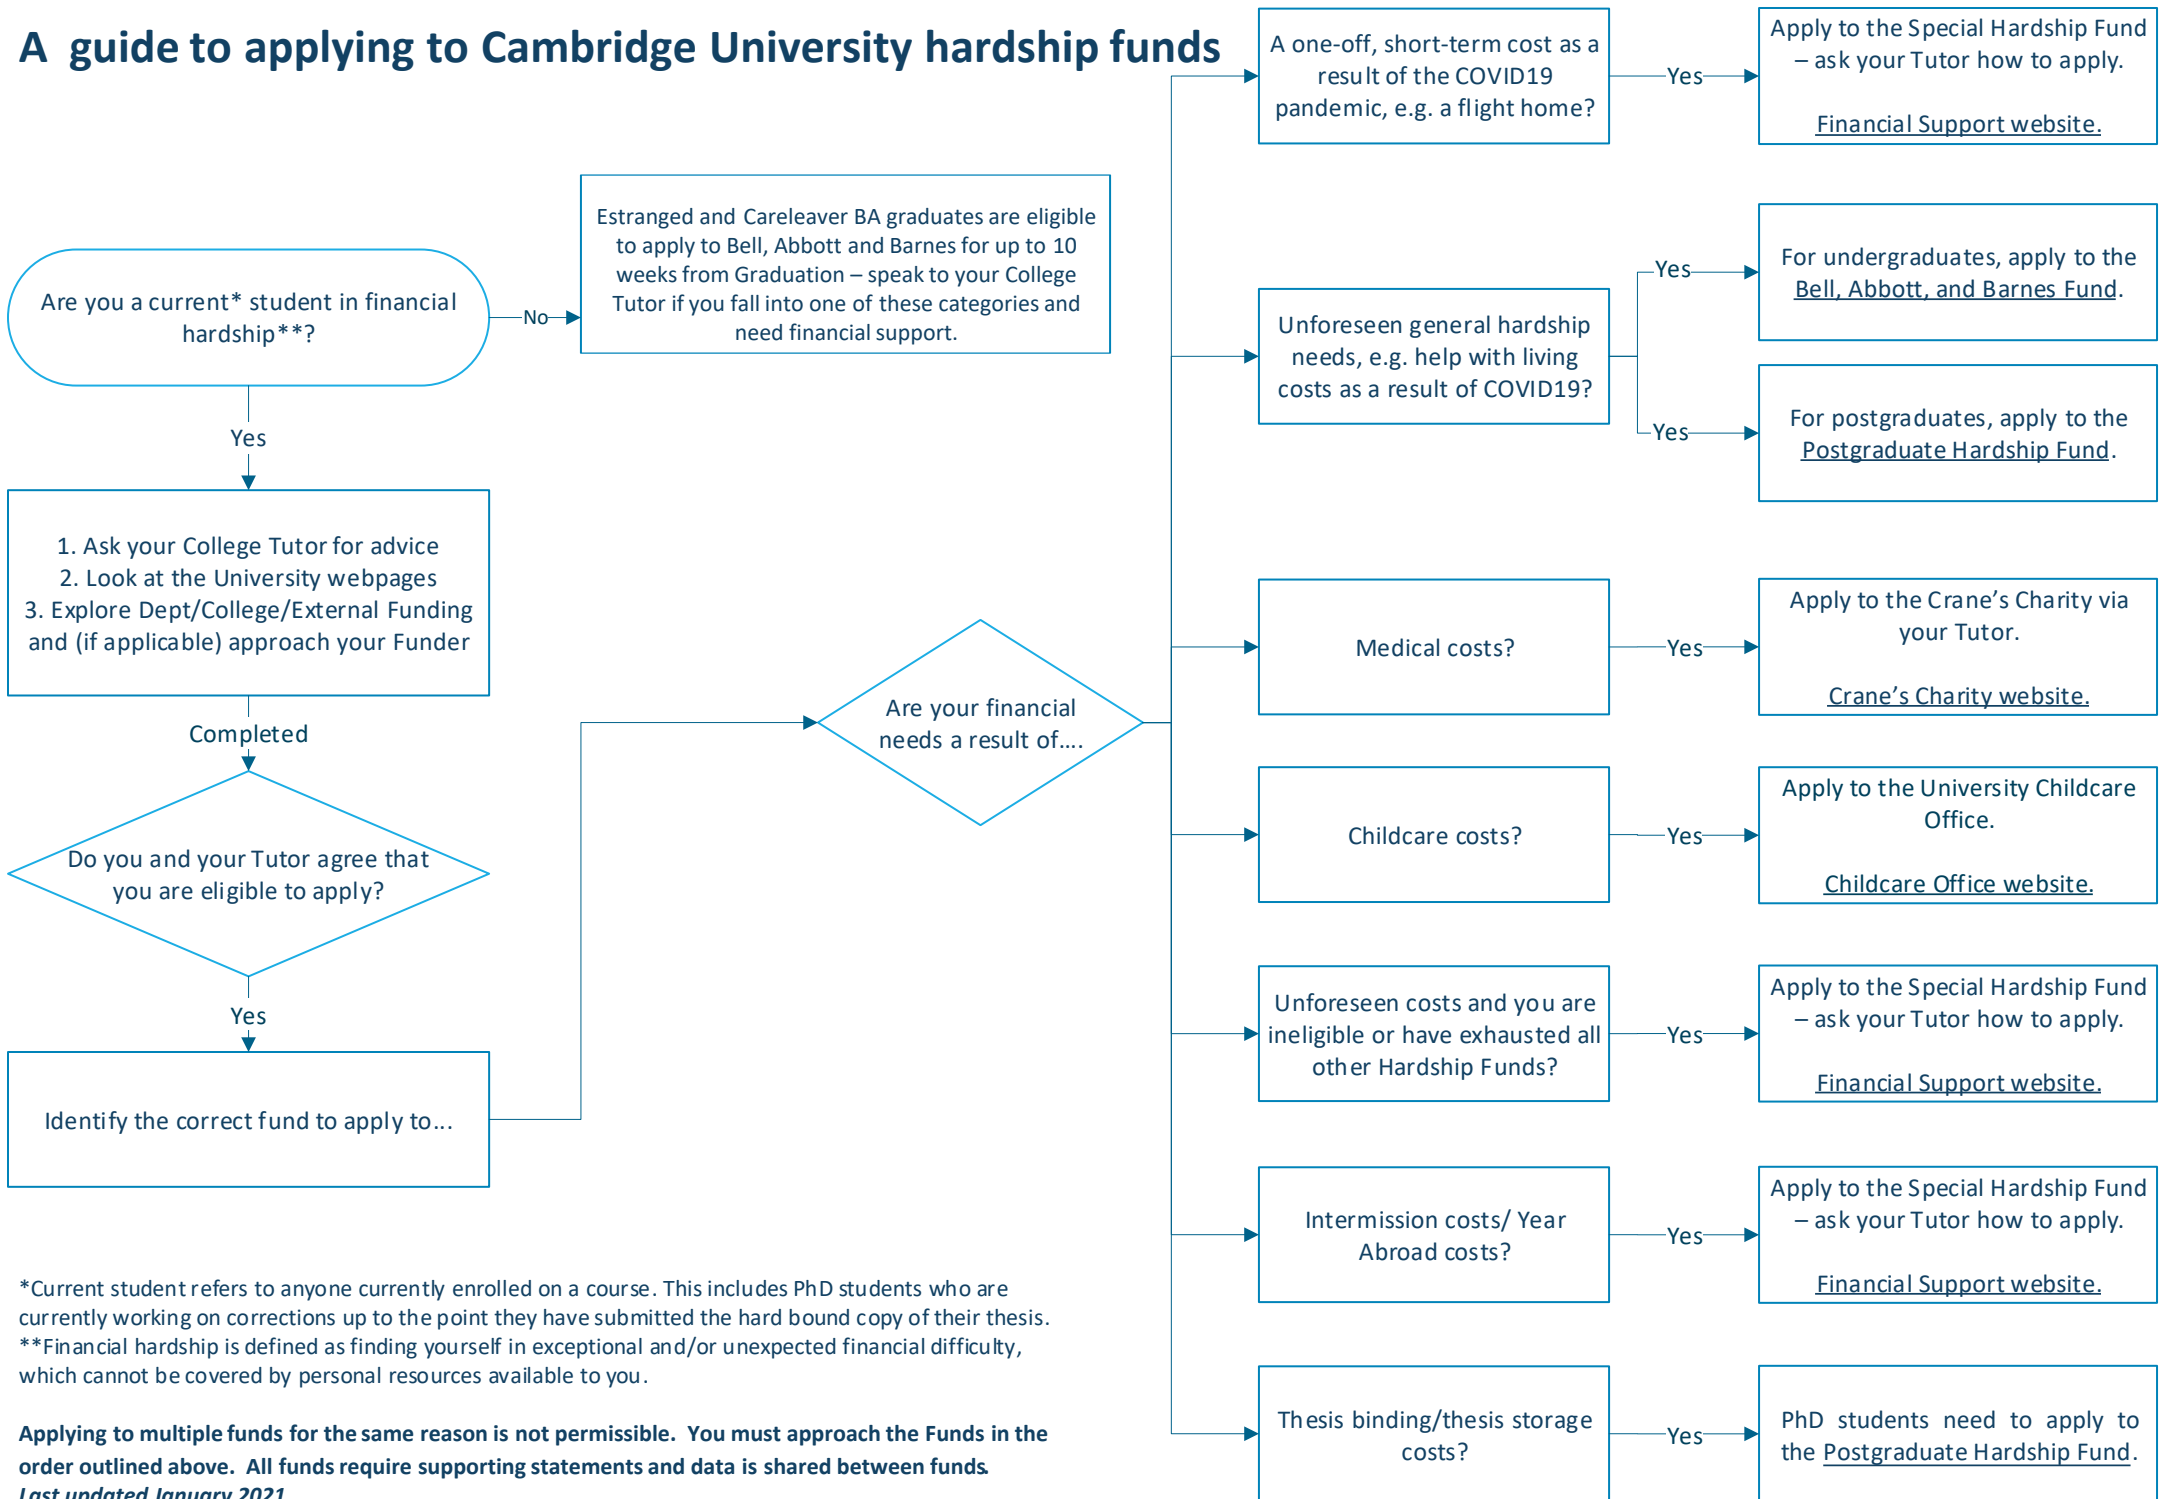 A guide to applying to Cambridge University hardship funds
Are you a current* student in financial
hardship**?
No
Estranged and Careleaver BA graduates are eligible
to apply to Bell, Abbott and Barnes for up to 10
weeks from Graduation – speak to your College
Tutor if you fall into one of these categories and
need financial support.
Yes
1. Ask your College Tutor for advice
2. Look at the University webpages
3. Explore Dept/College/External Funding
and (if applicable) approach your Funder
Completed
Do you and your Tutor agree that
you are eligible to apply?
Yes
Identify the correct fund to apply to...
Are your financial
needs a result of....
A one-off, short-term cost as a
result of the COVID19
pandemic, e.g. a flight home?
Yes
Apply to the Special Hardship Fund
– ask your Tutor how to apply.
Financial Support website.
Unforeseen general hardship
needs, e.g. help with living
costs as a result of COVID19?
Yes
For undergraduates, apply to the
Bell, Abbott, and Barnes Fund.
Yes
For postgraduates, apply to the
Postgraduate Hardship Fund.
Medical costs?
Yes
Apply to the Crane’s Charity via
your Tutor.
Crane’s Charity website.
Childcare costs?
Yes
Apply to the University Childcare
Office.
Childcare Office website.
Unforeseen costs and you are
ineligible or have exhausted all
other Hardship Funds?
Yes
Apply to the Special Hardship Fund
– ask your Tutor how to apply.
Financial Support website.
Intermission costs/ Year
Abroad costs?
Yes
Apply to the Special Hardship Fund
– ask your Tutor how to apply.
Financial Support website.
Thesis binding/thesis storage
costs?
Yes
PhD students need to apply to
the Postgraduate Hardship Fund.
*Current student refers to anyone currently enrolled on a course. This includes PhD students who are
currently working on corrections up to the point they have submitted the hard bound copy of their thesis.
**Financial hardship is defined as finding yourself in exceptional and/or unexpected financial difficulty,
which cannot be covered by personal resources available to you.
Applying to multiple funds for the same reason is not permissible. You must approach the Funds in the
order outlined above. All funds require supporting statements and data is shared between funds.
Last updated January 2021